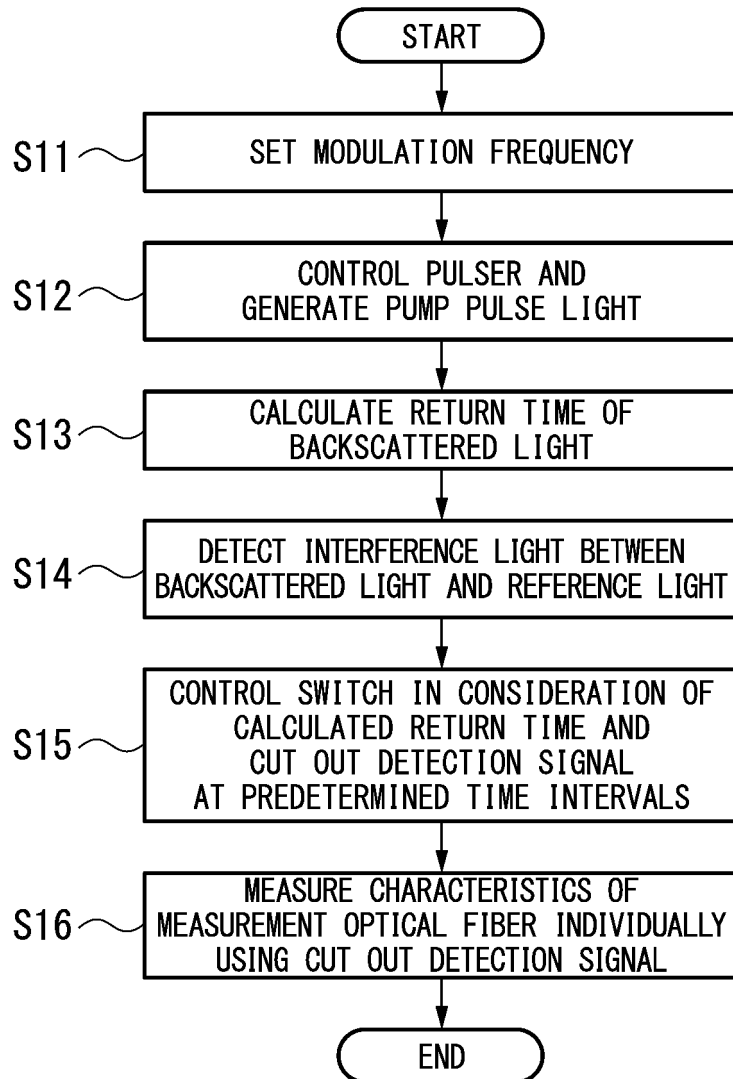 START
S11
SET MODULATION FREQUENCY
S12
CONTROL PULSER AND
GENERATE PUMP PULSE LIGHT
S13
CALCULATE RETURN TIME OF
BACKSCATTERED LIGHT
S14
DETECT INTERFERENCE LIGHT BETWEEN
BACKSCATTERED LIGHT AND REFERENCE LIGHT
S15
CONTROL SWITCH IN CONSIDERATION OF
CALCULATED RETURN TIME AND
CUT OUT DETECTION SIGNAL
AT PREDETERMINED TIME INTERVALS
S16
MEASURE CHARACTERISTICS OF
MEASUREMENT OPTICAL FIBER INDIVIDUALLY
USING CUT OUT DETECTION SIGNAL
END